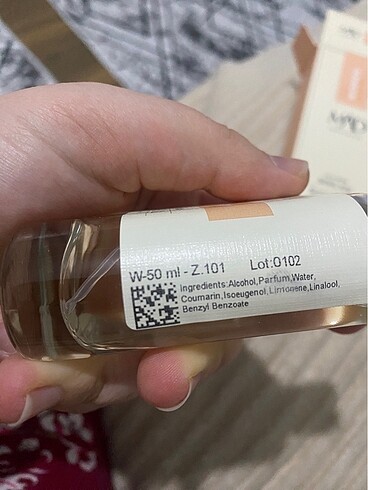 W-50 ml - Z.101 Lot:0102
Ingredients:Alcohol,Parfum,Water,
Coumarin,Isoeugenol,Limonene,Linalool,
Benzyl Benzoate